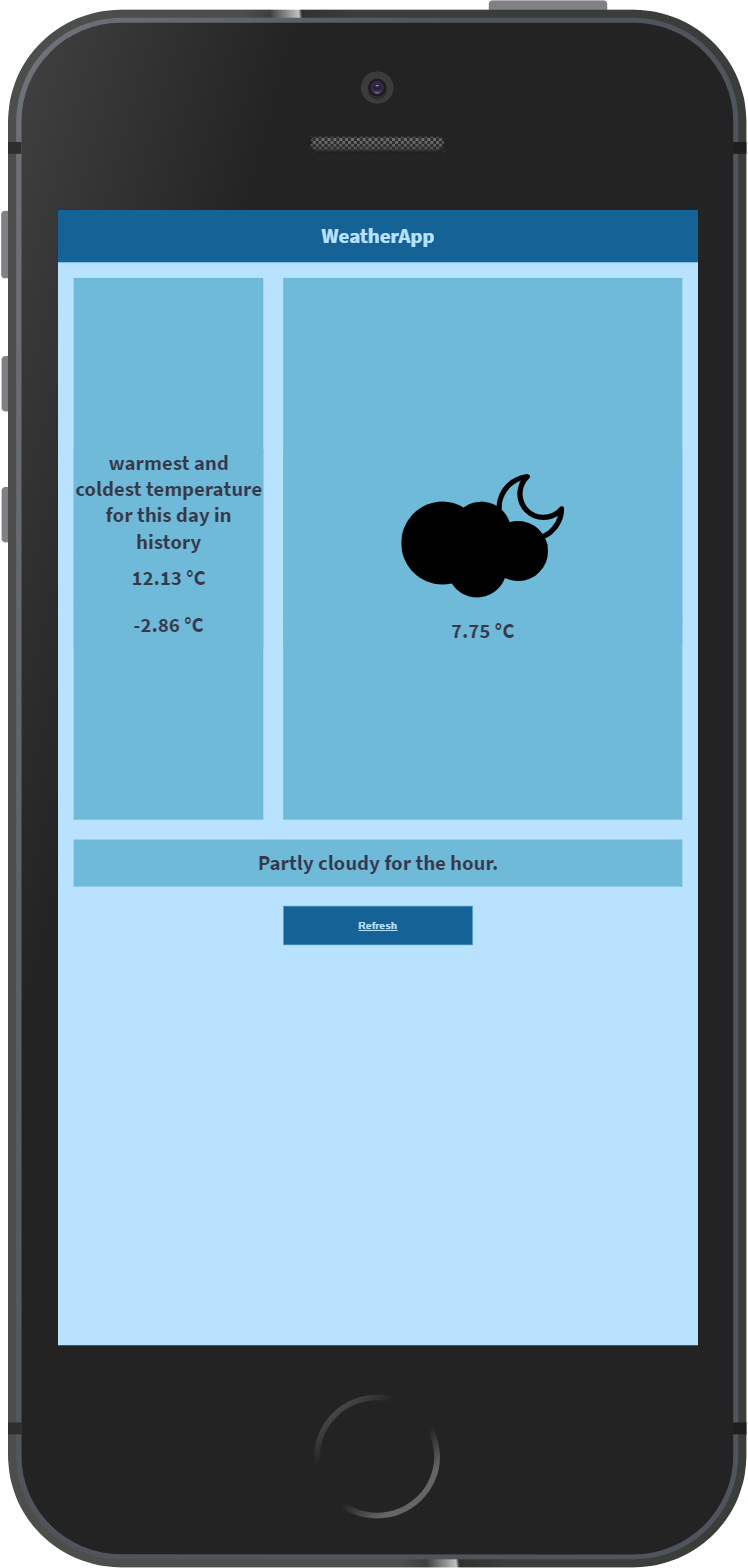 WeatherApp
warmest and
coldest temperature
for this day in
history
12.13 °C
-2.86 °C
7.75 °C
Partly cloudy for the hour.
Refresh